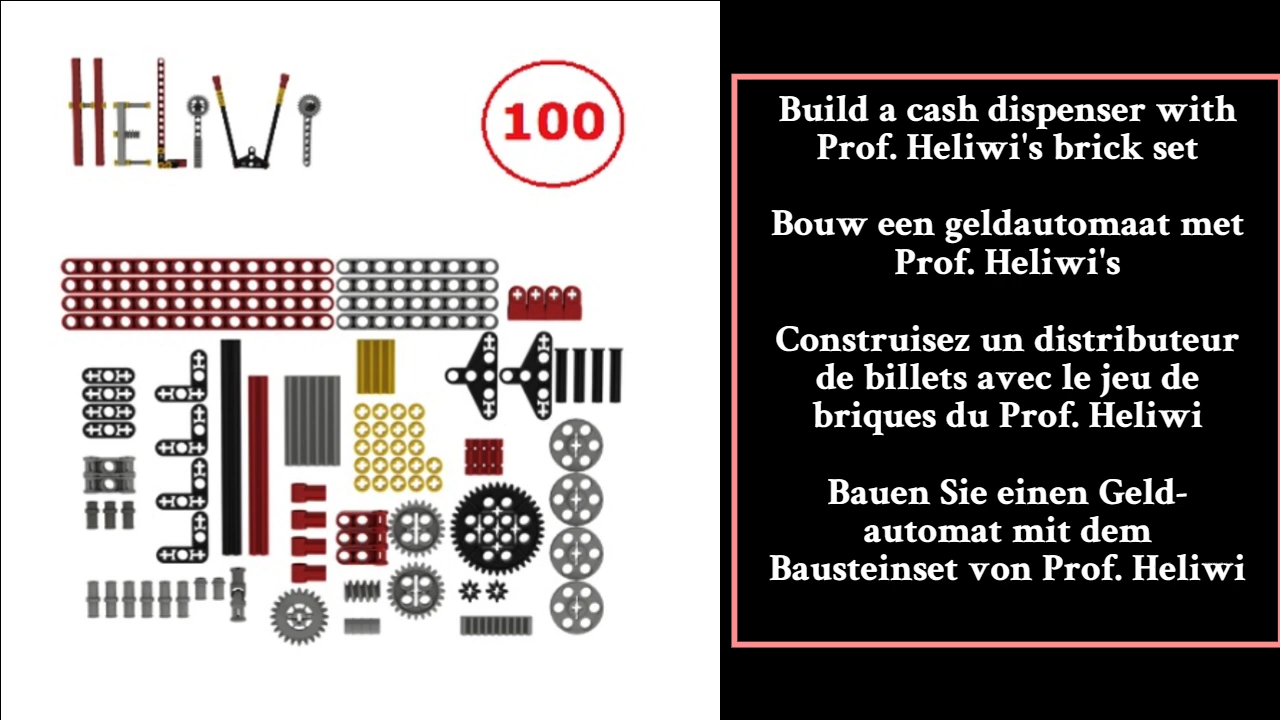 HELiWi
100
Build a cash dispenser with
Prof. Heliwi's brick set
Bouw een geldautomaat met
Prof. Heliwi's
Construisez un distributeur
de billets avec le jeu de
briques du Prof. Heliwi
Bauen Sie einen Geld-
automat mit dem
Bausteinset von Prof. Heliwi